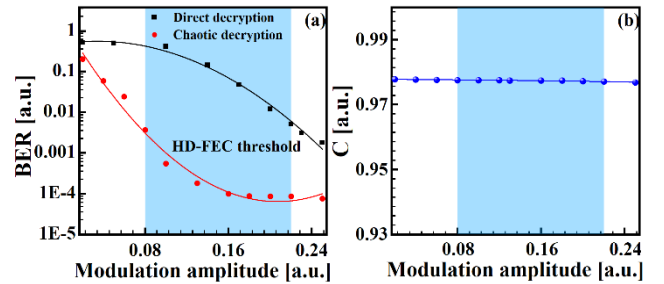 (a)
Direct decryption
Chaotic decryption
HD-FEC threshold
BER [a.u.]
1
0.1
0.01
0.001
1E-4
1E-5
0.08
0.16
0.24
Modulation amplitude [a.u.]
(b)
C [a.u.]
0.99
0.97
0.95
0.93
0.08
0.16
0.24
Modulation amplitude [a.u.]